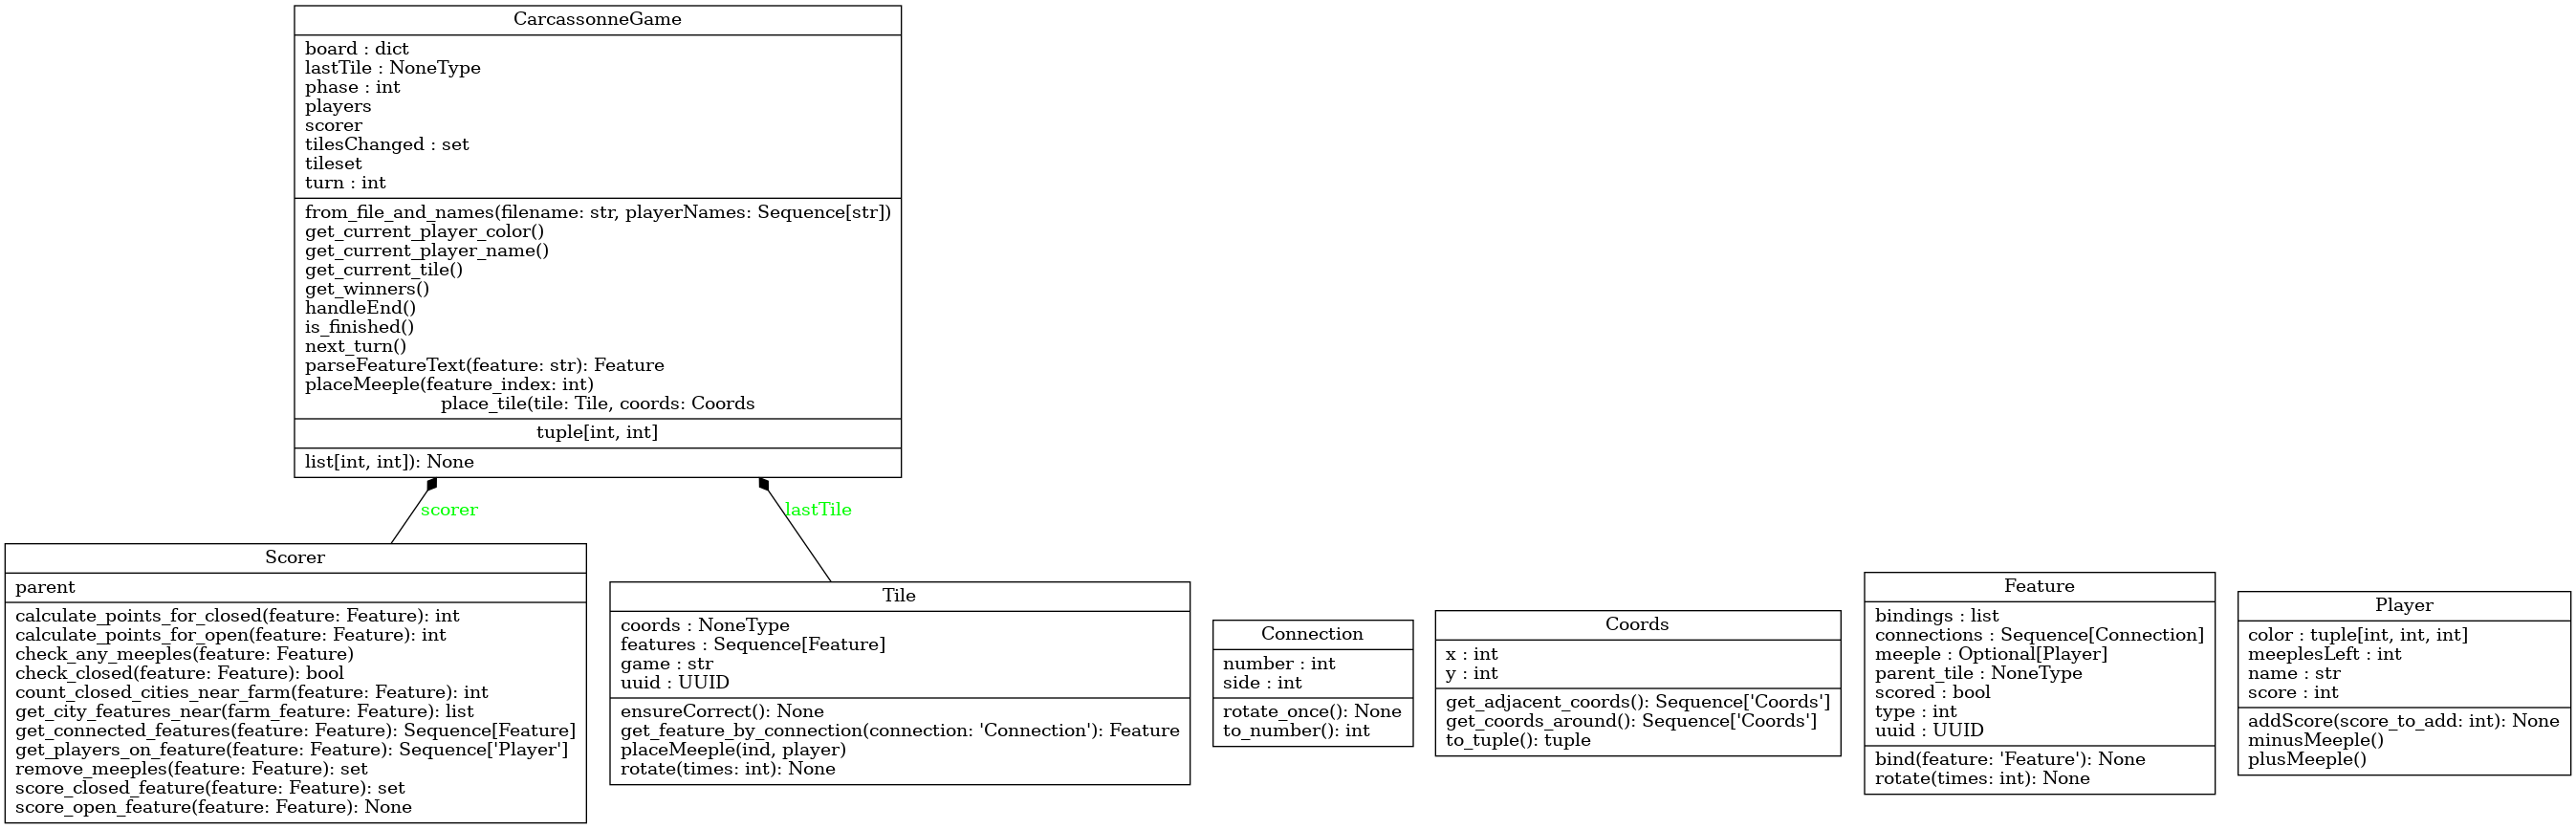 CarcassonneGame
board : dict
lastTile : NoneType
phase : int
players
scorer
tilesChanged : set
tileset
turn : int
from_file_and_names(filename: str, playerNames: Sequence[str])
get_current_player_color()
get_current_player_name()
get_current_tile()
get_winners()
handleEnd()
is_finished()
next_turn()
parseFeatureText(feature: str): Feature
placeMeeple(feature_index: int)
place_tile(tile: Tile, coords: Coords
tuple[int, int]
list[int, int]): None
scorer
lastTile
Scorer
parent
calculate_points_for_closed(feature: Feature): int
calculate_points_for_open(feature: Feature): int
check_any_meeples(feature: Feature)
check_closed(feature: Feature): bool
count_closed_cities_near_farm(feature: Feature): int
get_city_features_near(farm_feature: Feature): list
get_connected_features(feature: Feature): Sequence[Feature]
get_players_on_feature(feature: Feature): Sequence['Player']
remove_meeples(feature: Feature): set
score_closed_feature(feature: Feature): set
score_open_feature(feature: Feature): None
Tile
coords : NoneType
features : Sequence[Feature]
game : str
uuid : UUID
ensureCorrect(): None
get_feature_by_connection(connection: 'Connection'): Feature
placeMeeple(ind, player)
rotate(times: int): None
Connection
number : int
side : int
rotate_once(): None
to_number(): int
Coords
x : int
y : int
get_adjacent_coords(): Sequence['Coords']
get_coords_around(): Sequence['Coords']
to_tuple(): tuple
Feature
bindings : list
connections : Sequence[Connection]
meeple : Optional[Player]
parent_tile : NoneType
scored : bool
type : int
uuid : UUID
bind(feature: 'Feature'): None
rotate(times: int): None
Player
color : tuple[int, int, int]
meeplesLeft : int
name : str
score : int
addScore(score_to_add: int): None
minusMeeple()
plusMeeple()